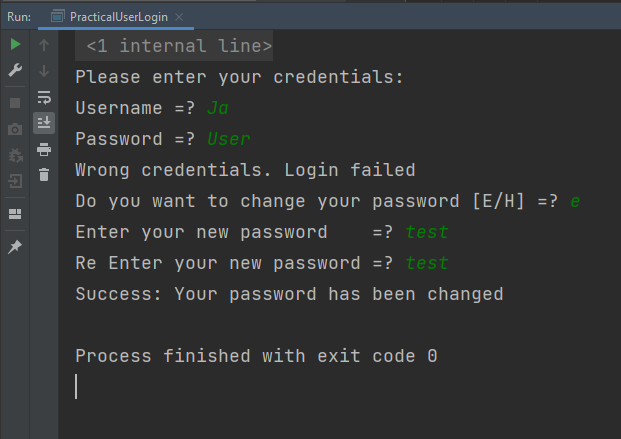 Run: PracticalUserLogin ×
<1 internal line>
Please enter your credentials:
Username =? Ja
Password =? User
Wrong credentials. Login failed
Do you want to change your password [E/H] =? e
Enter your new password    =? test
Re Enter your new password =? test
Success: Your password has been changed
Process finished with exit code 0